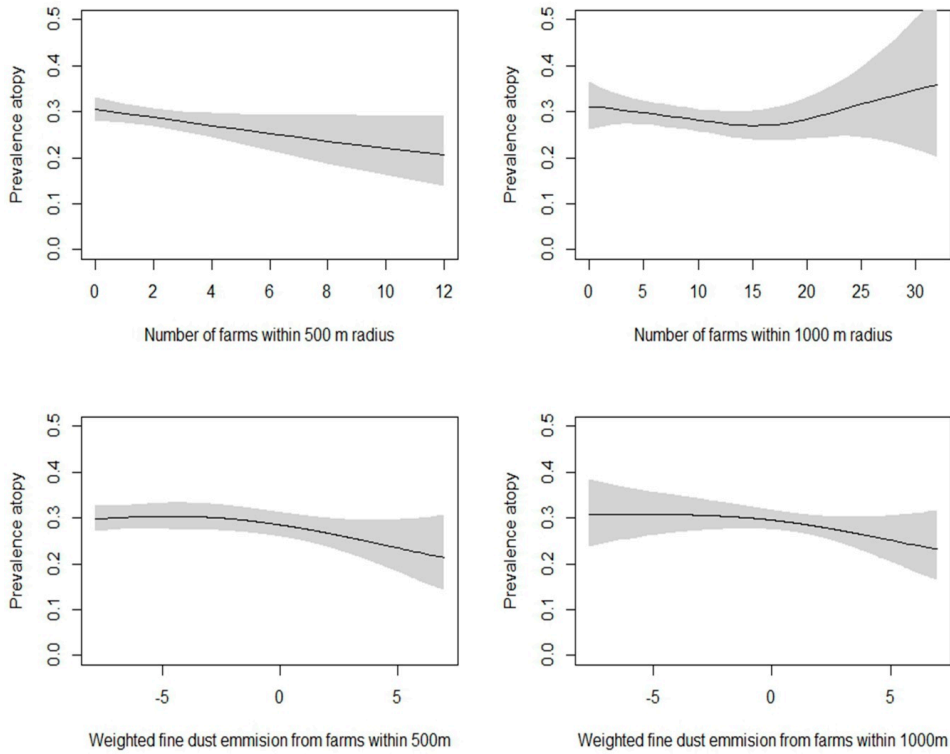 Prevalence atopy
0.5
0.4
0.3
0.2
0.1
0.0
0 2 4 6 8 10 12
Number of farms within 500 m radius
Prevalence atopy
0.5
0.4
0.3
0.2
0.1
0.0
0 5 10 15 20 25 30
Number of farms within 1000 m radius
Prevalence atopy
0.5
0.4
0.3
0.2
0.1
0.0
-5 0 5
Weighted fine dust emmision from farms within 500m
Prevalence atopy
0.5
0.4
0.3
0.2
0.1
0.0
-5 0 5
Weighted fine dust emmision from farms within 1000m